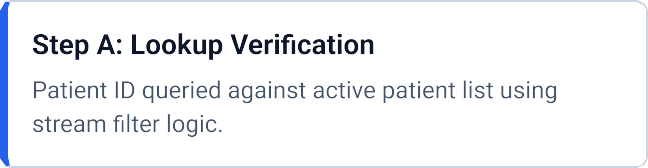 Step A: Lookup Verification
Patient ID queried against active patient list using
stream filter logic.